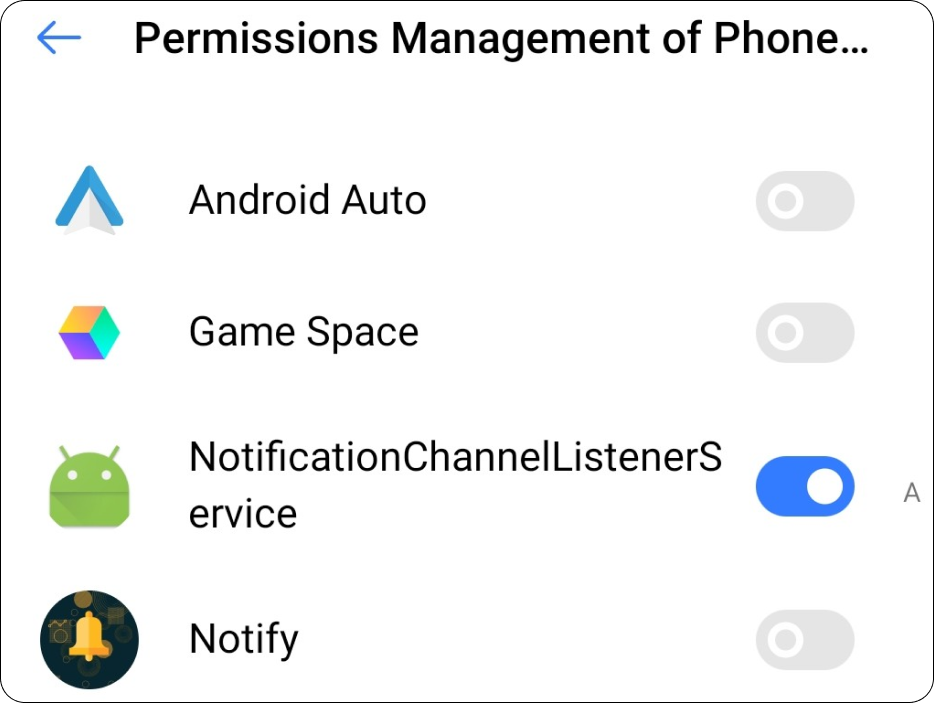 Permissions Management of Phone...
Android Auto
Game Space
NotificationChannelListenerS
ervice
A
Notify